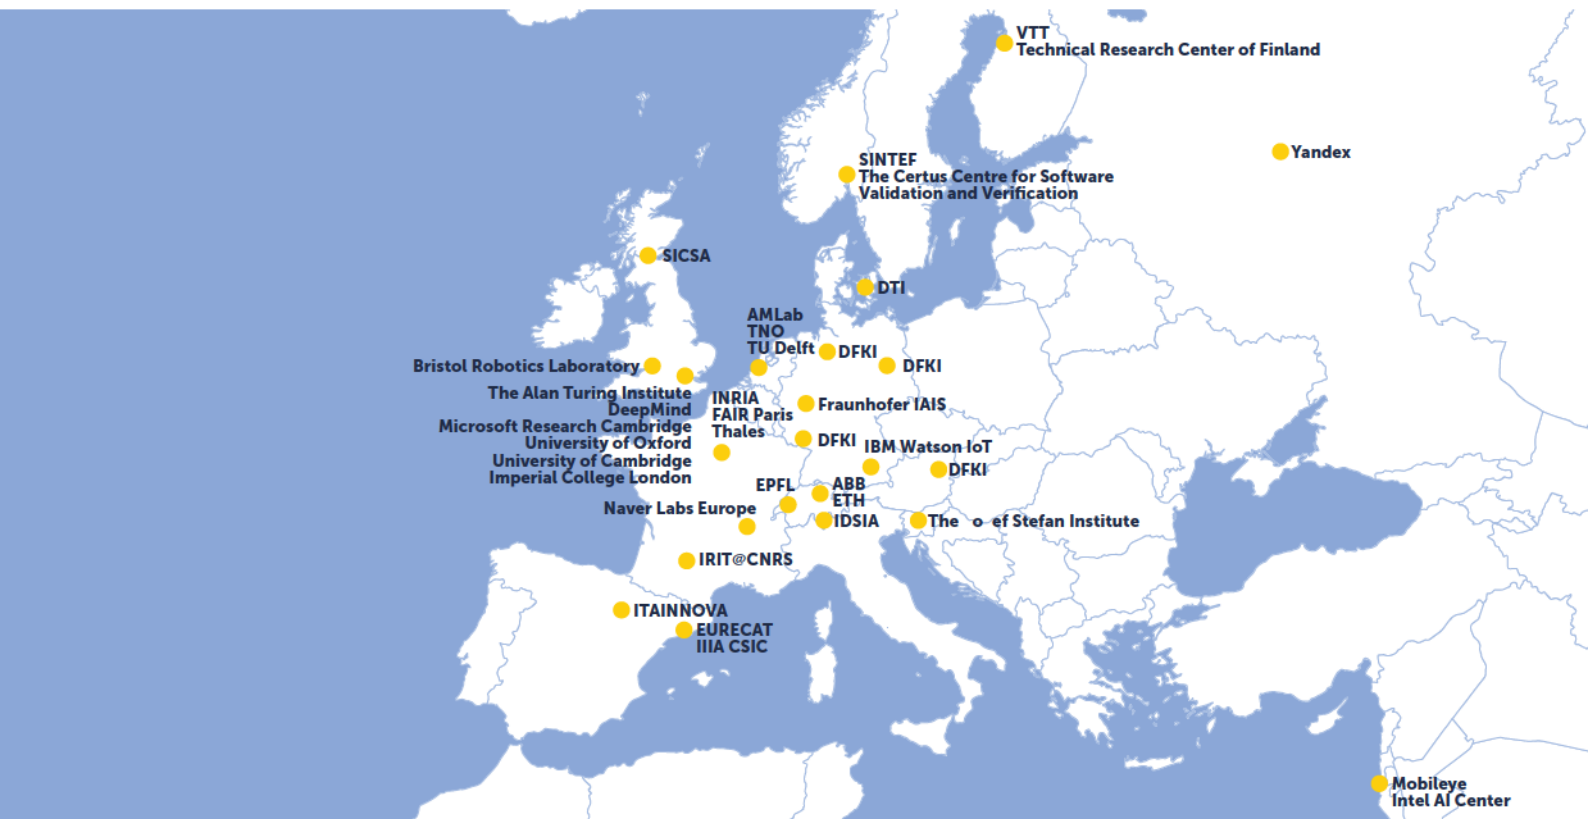 VTT
Technical Research Center of Finland
Yandex
SINTEF
The Certus Centre for Software
Validation and Verification
SICSA
DTI
AMLab
TNO
TU Delft
DFKI
DFKI
Bristol Robotics Laboratory
The Alan Turing Institute
DeepMind
Microsoft Research Cambridge
University of Oxford
University of Cambridge
Imperial College London
INRIA
FAIR Paris
Thales
Fraunhofer IAIS
DFKI
IBM Watson IoT
DFKI
EPFL
ABB
ETH
Naver Labs Europe
IDSIA
The o ef Stefan Institute
IRIT@CNRS
ITAINNOVA
EURECAT
IIIA CSIC
Mobileye
Intel AI Center